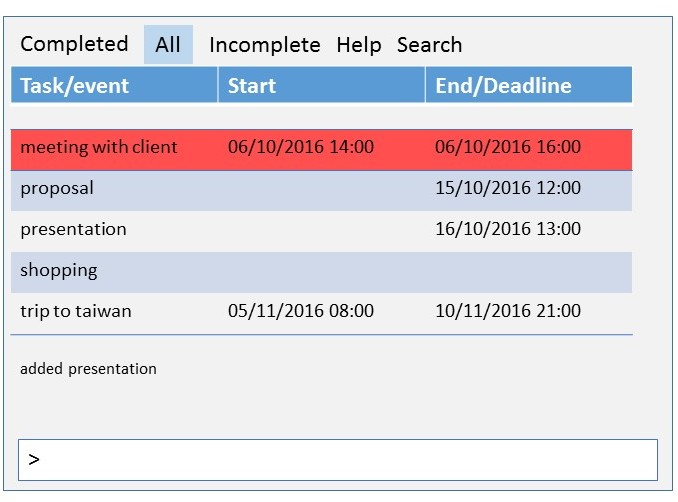 Completed All Incomplete Help Search
Task/event Start End/Deadline
meeting with client 06/10/2016 14:00 06/10/2016 16:00
proposal 15/10/2016 12:00
presentation 16/10/2016 13:00
shopping
trip to taiwan 05/11/2016 08:00 10/11/2016 21:00
added presentation
>